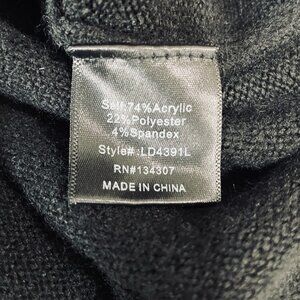 Self:74%Acrylic
22%Polyester
4%Spandex
Style#:LD4391L
RN#134307
MADE IN CHINA